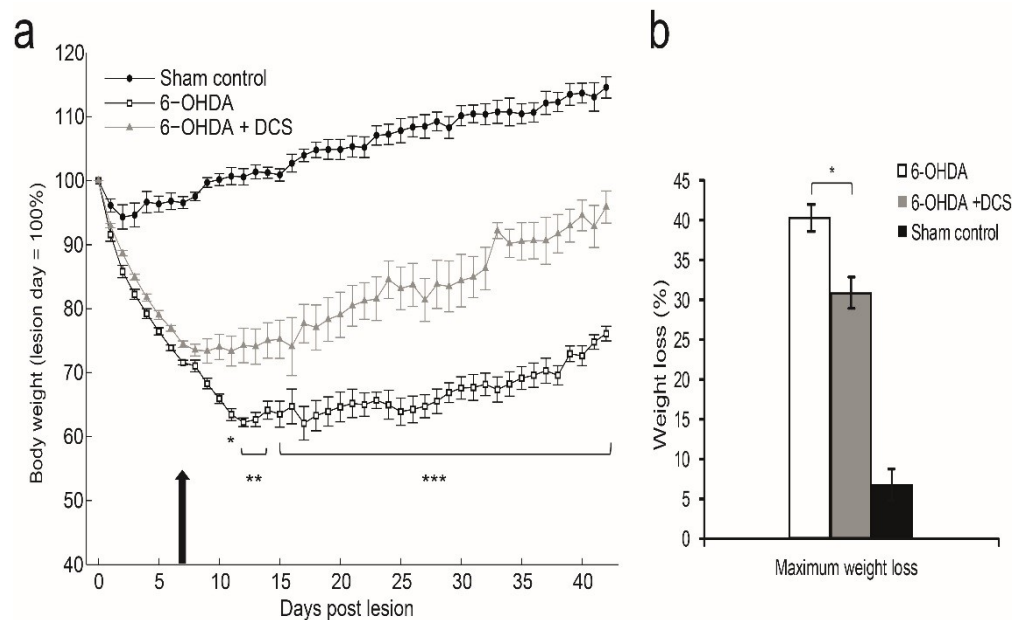 a
120
110
100
90
80
70
60
50
40
Body weight (lesion day = 100%)
Sham control
6-OHDA
6-OHDA + DCS
*
**
***
0 5 10 15 20 25 30 35 40
Days post lesion
b
6-OHDA
6-OHDA +DCS
Sham control
*
45
40
35
30
25
20
15
10
5
0
Weight loss (%)
Maximum weight loss